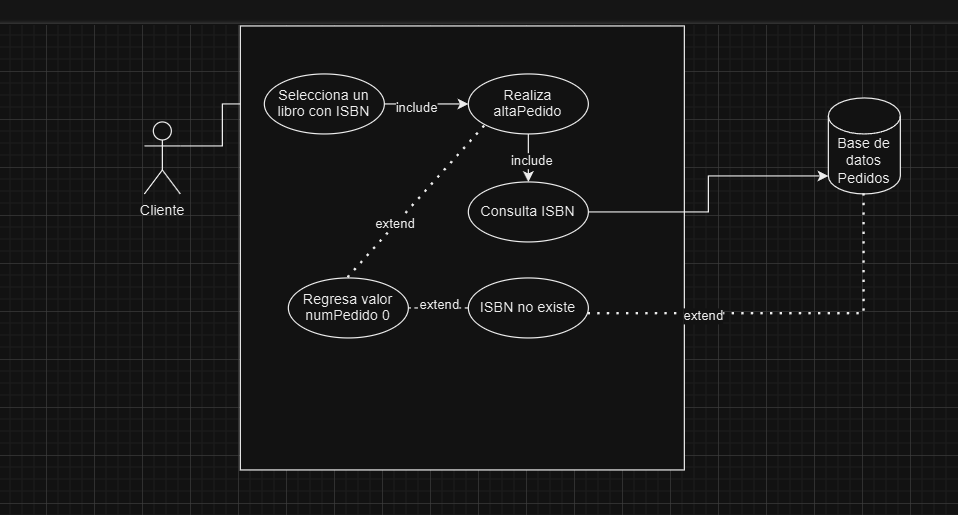 Selecciona un
libro con ISBN
include
Realiza
altaPedido
include
Consulta ISBN
Base de
datos
Pedidos
Cliente
extend
Regresa valor
numPedido 0
extend
ISBN no existe
extend